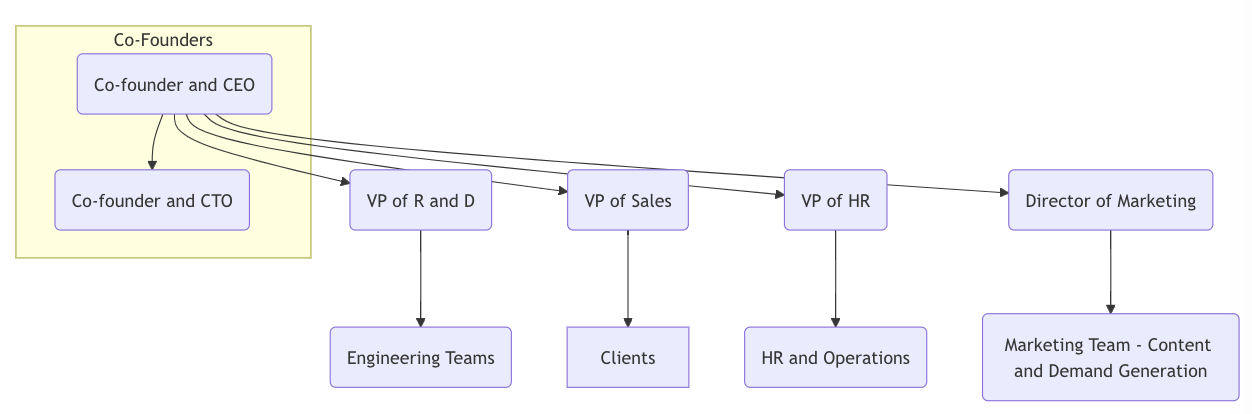 Co-Founders
Co-founder and CEO
Co-founder and CTO
VP of R and D
VP of Sales
VP of HR
Director of Marketing
Engineering Teams
Clients
HR and Operations
Marketing Team - Content
and Demand Generation